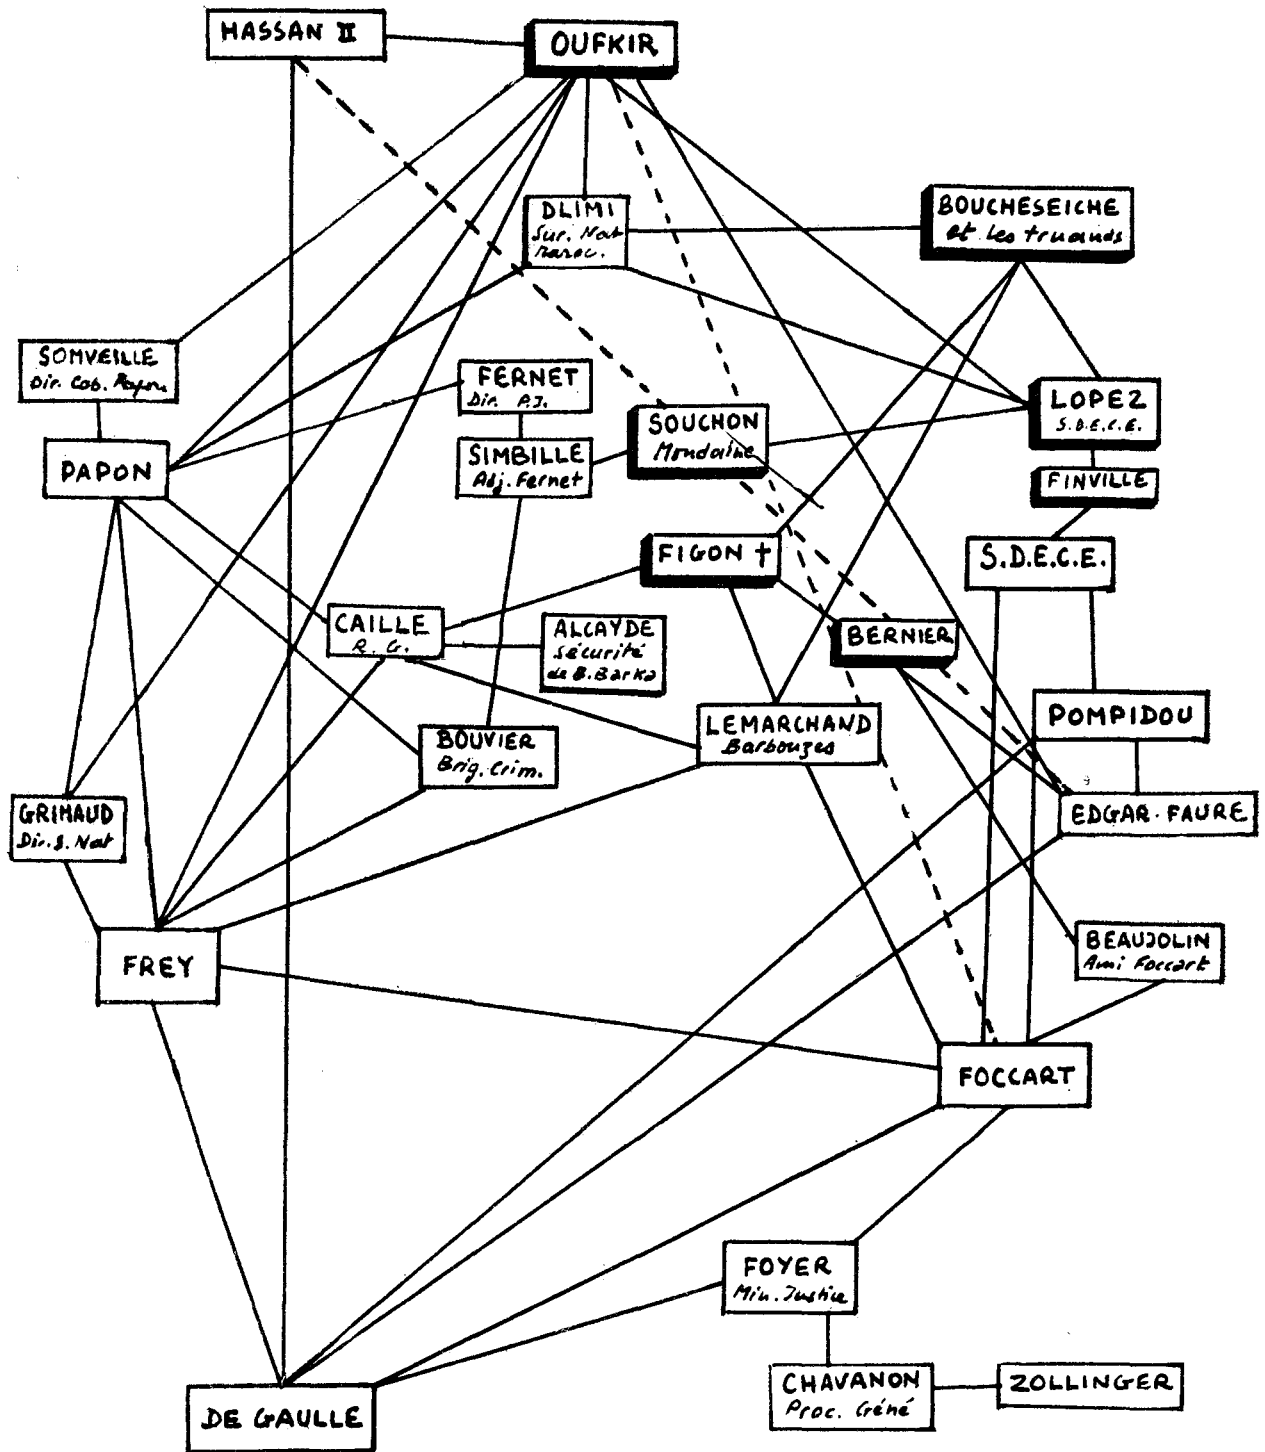 HASSAN II
OUFKIR
DLIMI
Sur. Nat
Maroc.
BOUCHESEICHE
et les truands
SOMVEILLE
Dir. Cab. Papon
FERNET
Dir. P.J.
SOUCHON
Mondaine
LOPEZ
S.D.E.C.E.
PAPON
SIMBILLE
Adj. Fernet
FINVILLE
FIGON †
S.D.E.C.E.
CAILLE
R. G.
ALCAYDE
Sécurité
de B. Barka
BERNIER
LEMARCHAND
Barbouzes
POMPIDOU
BOUVIER
Brig. Crim.
GRIMAUD
Dir. S. Nat
EDGAR-FAURE
FREY
BEAUJOLIN
Ami Foccart
FOCCART
FOYER
Min. Justice
CHAVANON
Proc. Géné
ZOLLINGER
DE GAULLE